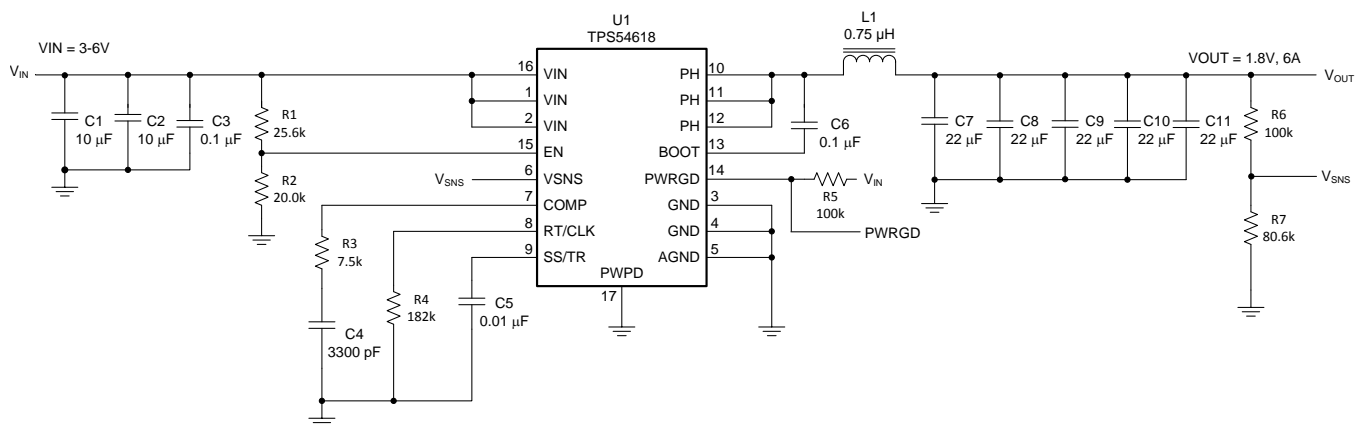 U1
TPS54618
L1
0.75 µH
VIN = 3-6V
VOUT = 1.8V, 6A
VIN
VOUT
C1
10 µF
C2
10 µF
C3
0.1 µF
R1
25.6k
R2
20.0k
16 VIN
1 VIN
2 VIN
15 EN
VSNS 6 VSNS
7 COMP
8 RT/CLK
9 SS/TR
PWPD
17
PH 10
PH 11
PH 12
BOOT 13
PWRGD 14
GND 3
GND 4
AGND 5
R3
7.5k
C4
3300 pF
R4
182k
C5
0.01 µF
C6
0.1 µF
R5
100k
VIN
PWRGD
C7
22 µF
C8
22 µF
C9
22 µF
C10
22 µF
C11
22 µF
R6
100k
VSNS
R7
80.6k